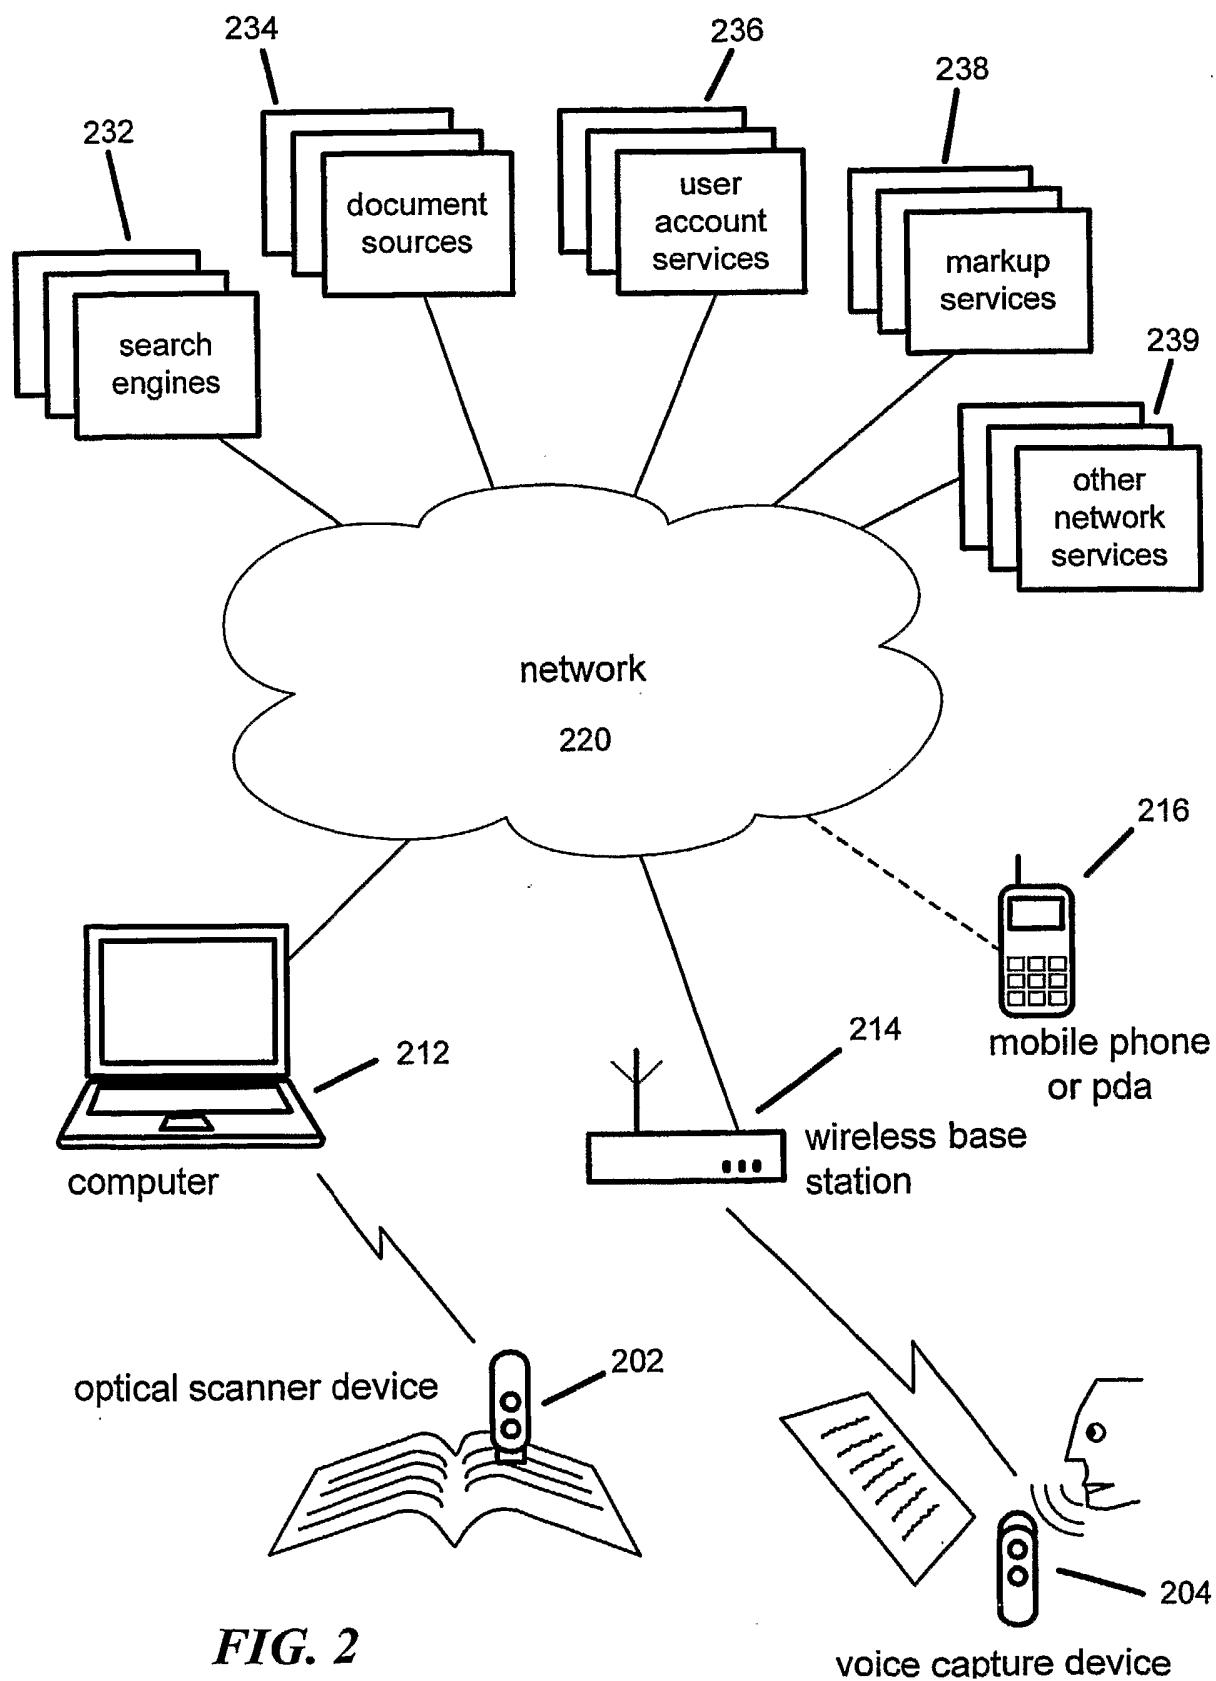 234
236
238
232
document
sources
user
account
services
markup
services
239
search
engines
other
network
services
network
220
216
mobile phone
or pda
214
212
wireless base
station
computer
202
optical scanner device
204
FIG. 2
voice capture device